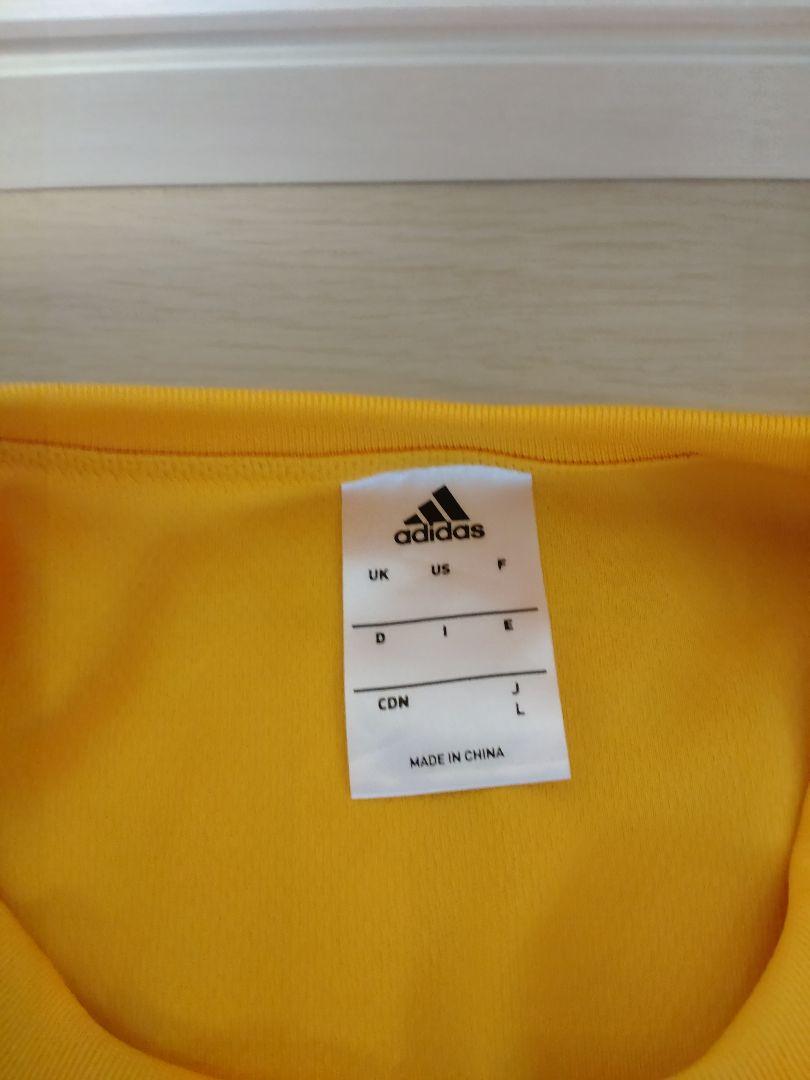 adidas
UK US F
D I E
CDN J
L
MADE IN CHINA